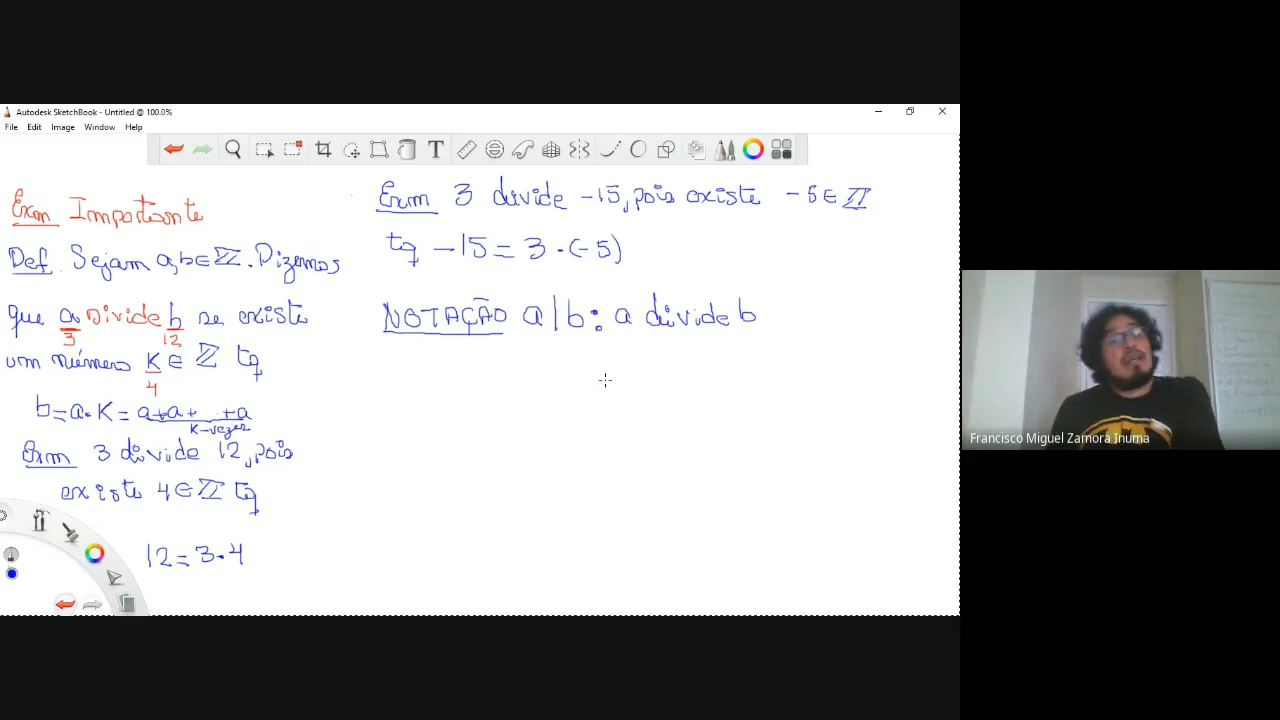 Autodesk SketchBook - Untitled @ 100.0%
File Edit Image Window Help
Exm Importante
Def. Sejam a,b∈ℤ. Dizemos
que a Divide b se existe
3 12
um número K ∈ ℤ tq
4
b=a·K= a+a+...+a
K-vezes
Exm 3 divide 12, pois
existe 4∈ℤ tq
12=3·4
Exm 3 divide -15, pois existe -5∈ℤ
tq -15=3·(-5)
NOTAÇÃO a|b: a divide b
Francisco Miguel Zamora Inuma